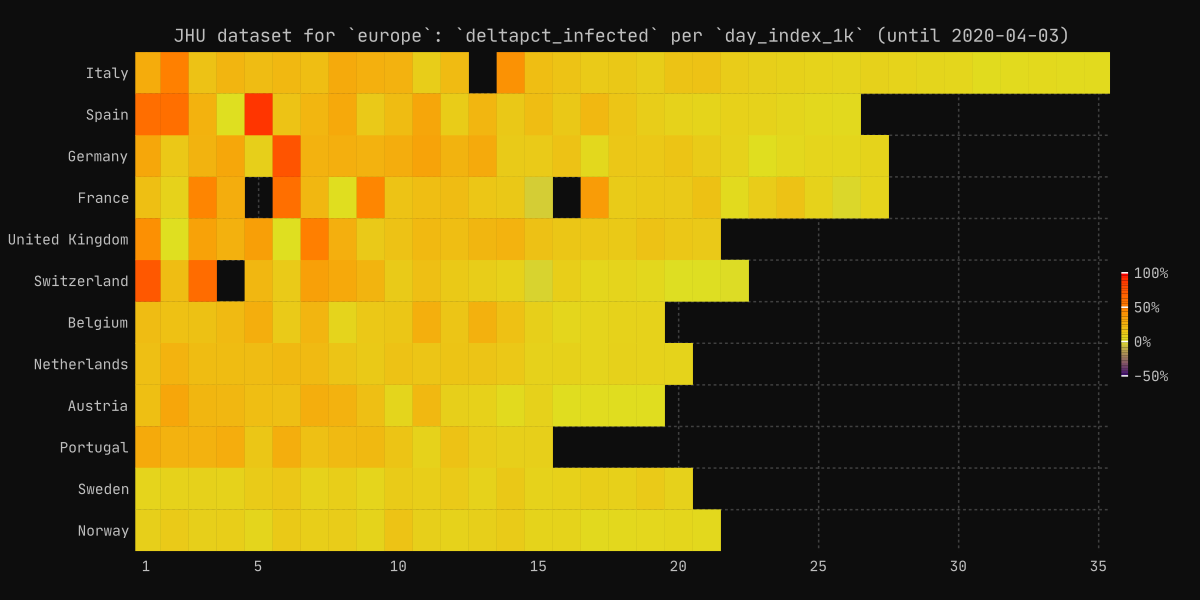 JHU dataset for `europe`: `deltapct_infected` per `day_index_1k` (until 2020-04-03)
Italy
Spain
Germany
France
United Kingdom
Switzerland
Belgium
Netherlands
Austria
Portugal
Sweden
Norway
1 5 10 15 20 25 30 35
100%
50%
0%
-50%